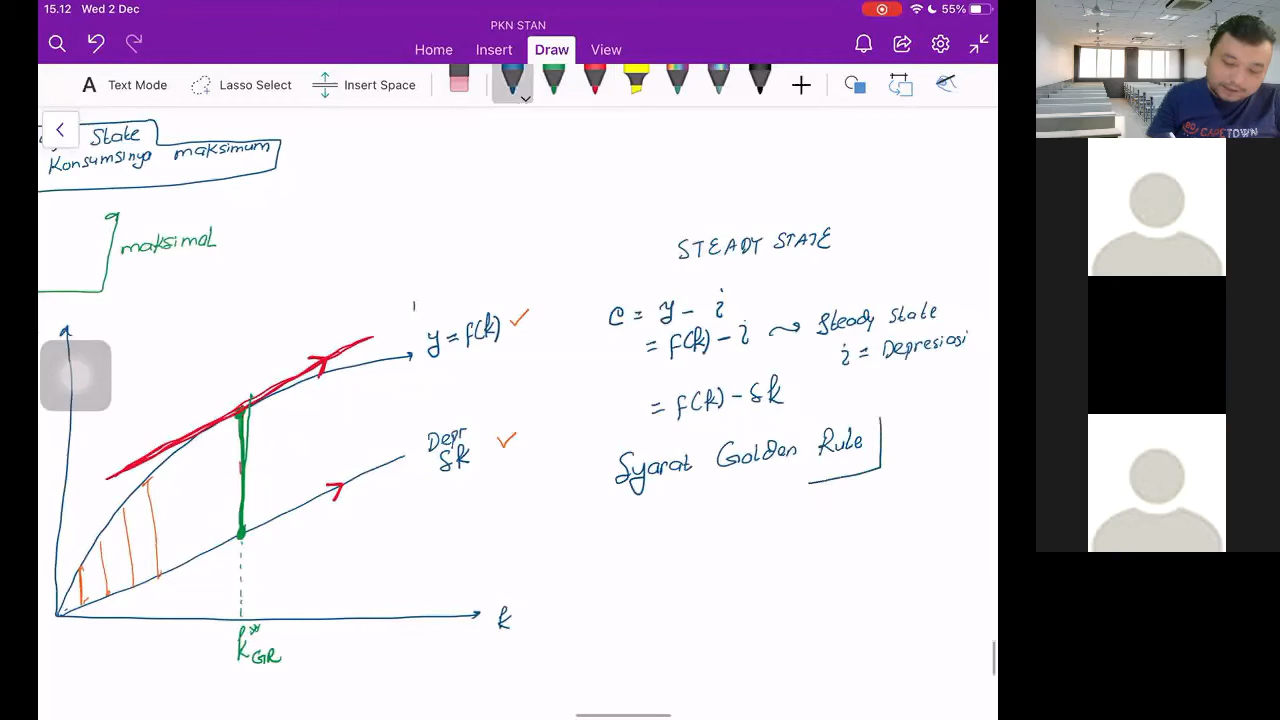 15.12 Wed 2 Dec
55%
PKN STAN
Home Insert Draw View
Text Mode Lasso Select Insert Space
State
Konsumsinya maksimum
maksimal
STEADY STATE
y = f(k)
Depr
δk
k
k*GR
c = y - i
= f(k) - i ⤳ Steady State
i = Depresiasi
= f(k) - δk
Syarat Golden Rule
CAPETOWN